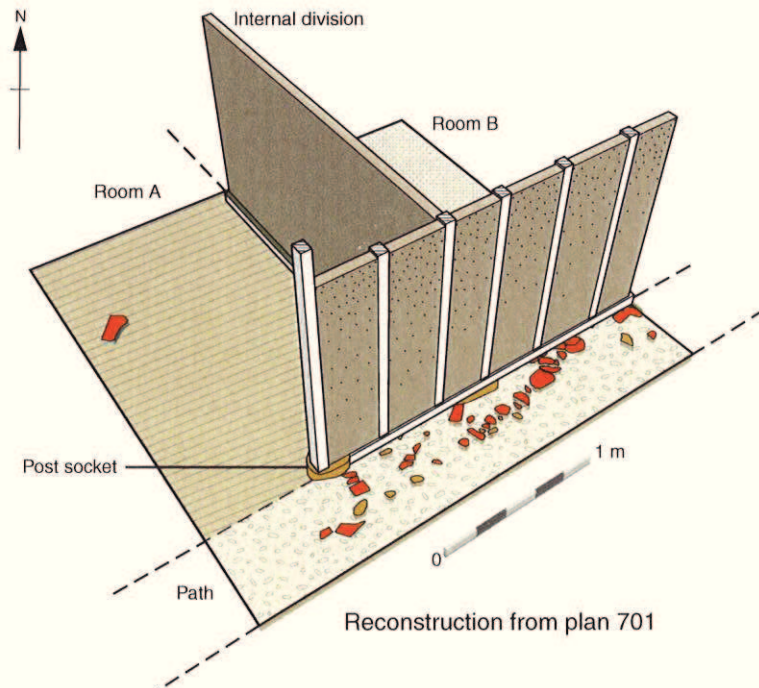 N
Internal division
Room B
Room A
Post socket
1 m
0
Path
Reconstruction from plan 701